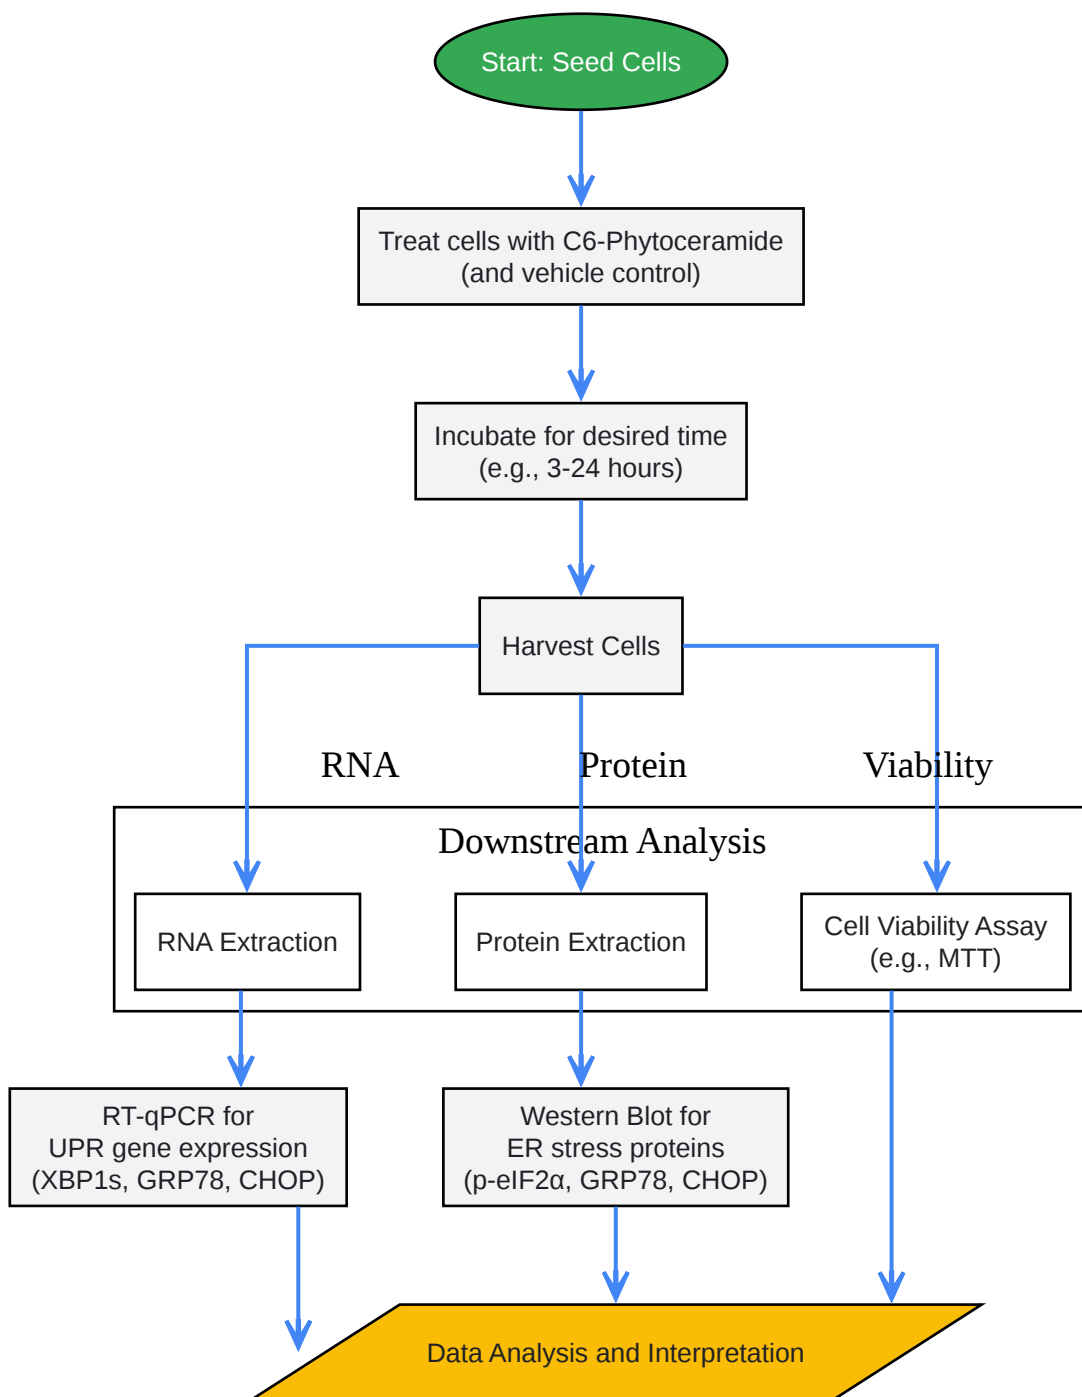 Start: Seed Cells
Treat cells with C6-Phytoceramide
(and vehicle control)
Incubate for desired time
(e.g., 3-24 hours)
Harvest Cells
RNA
Protein
Viability
Downstream Analysis
RNA Extraction
Protein Extraction
Cell Viability Assay
(e.g., MTT)
RT-qPCR for
UPR gene expression
(XBP1s, GRP78, CHOP)
Western Blot for
ER stress proteins
(p-eIF2α, GRP78, CHOP)
Data Analysis and Interpretation